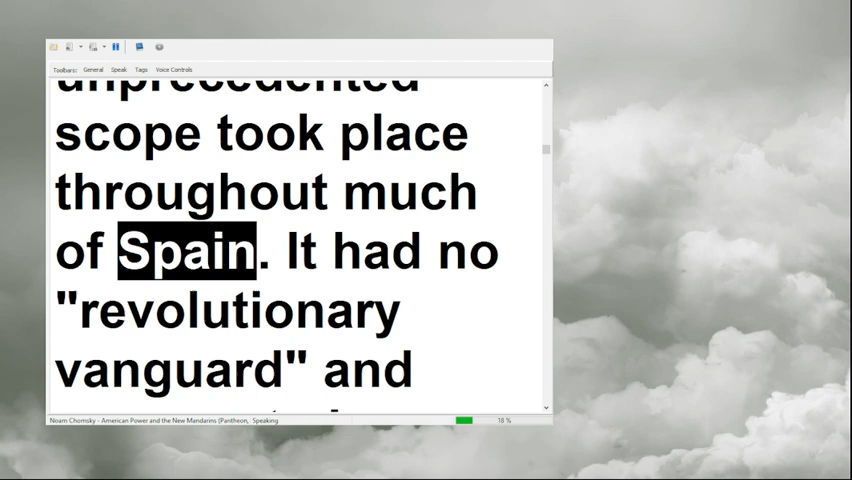 Toolbars: General Speak Tags Voice Controls
unprecedented
scope took place
throughout much
of Spain. It had no
"revolutionary
vanguard" and
Noam Chomsky - American Power and the New Mandarins (Pantheon, Speaking 18 %